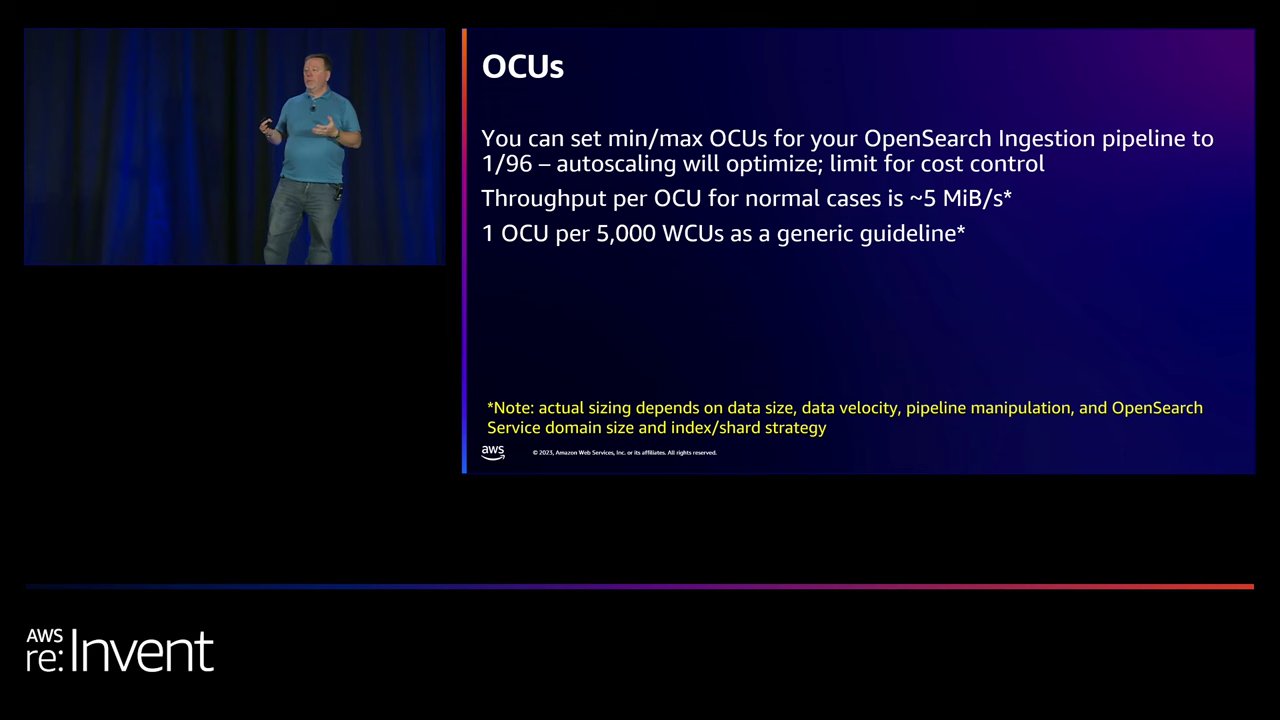 OCUs
You can set min/max OCUs for your OpenSearch Ingestion pipeline to
1/96 – autoscaling will optimize; limit for cost control
Throughput per OCU for normal cases is ~5 MiB/s*
1 OCU per 5,000 WCUs as a generic guideline*
*Note: actual sizing depends on data size, data velocity, pipeline manipulation, and OpenSearch
Service domain size and index/shard strategy
aws
© 2023, Amazon Web Services, Inc. or its affiliates. All rights reserved.
AWS
re:Invent